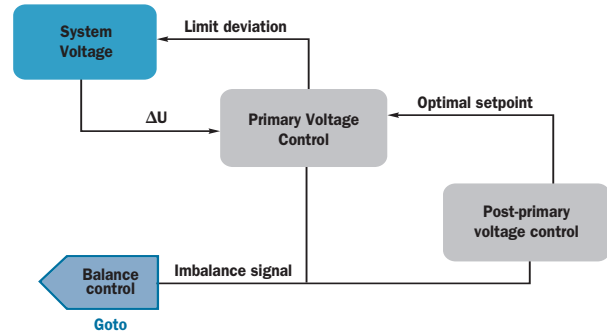 System
Voltage
Limit deviation
ΔU
Primary Voltage
Control
Optimal setpoint
Post-primary
voltage control
Imbalance signal
Balance
control
Goto